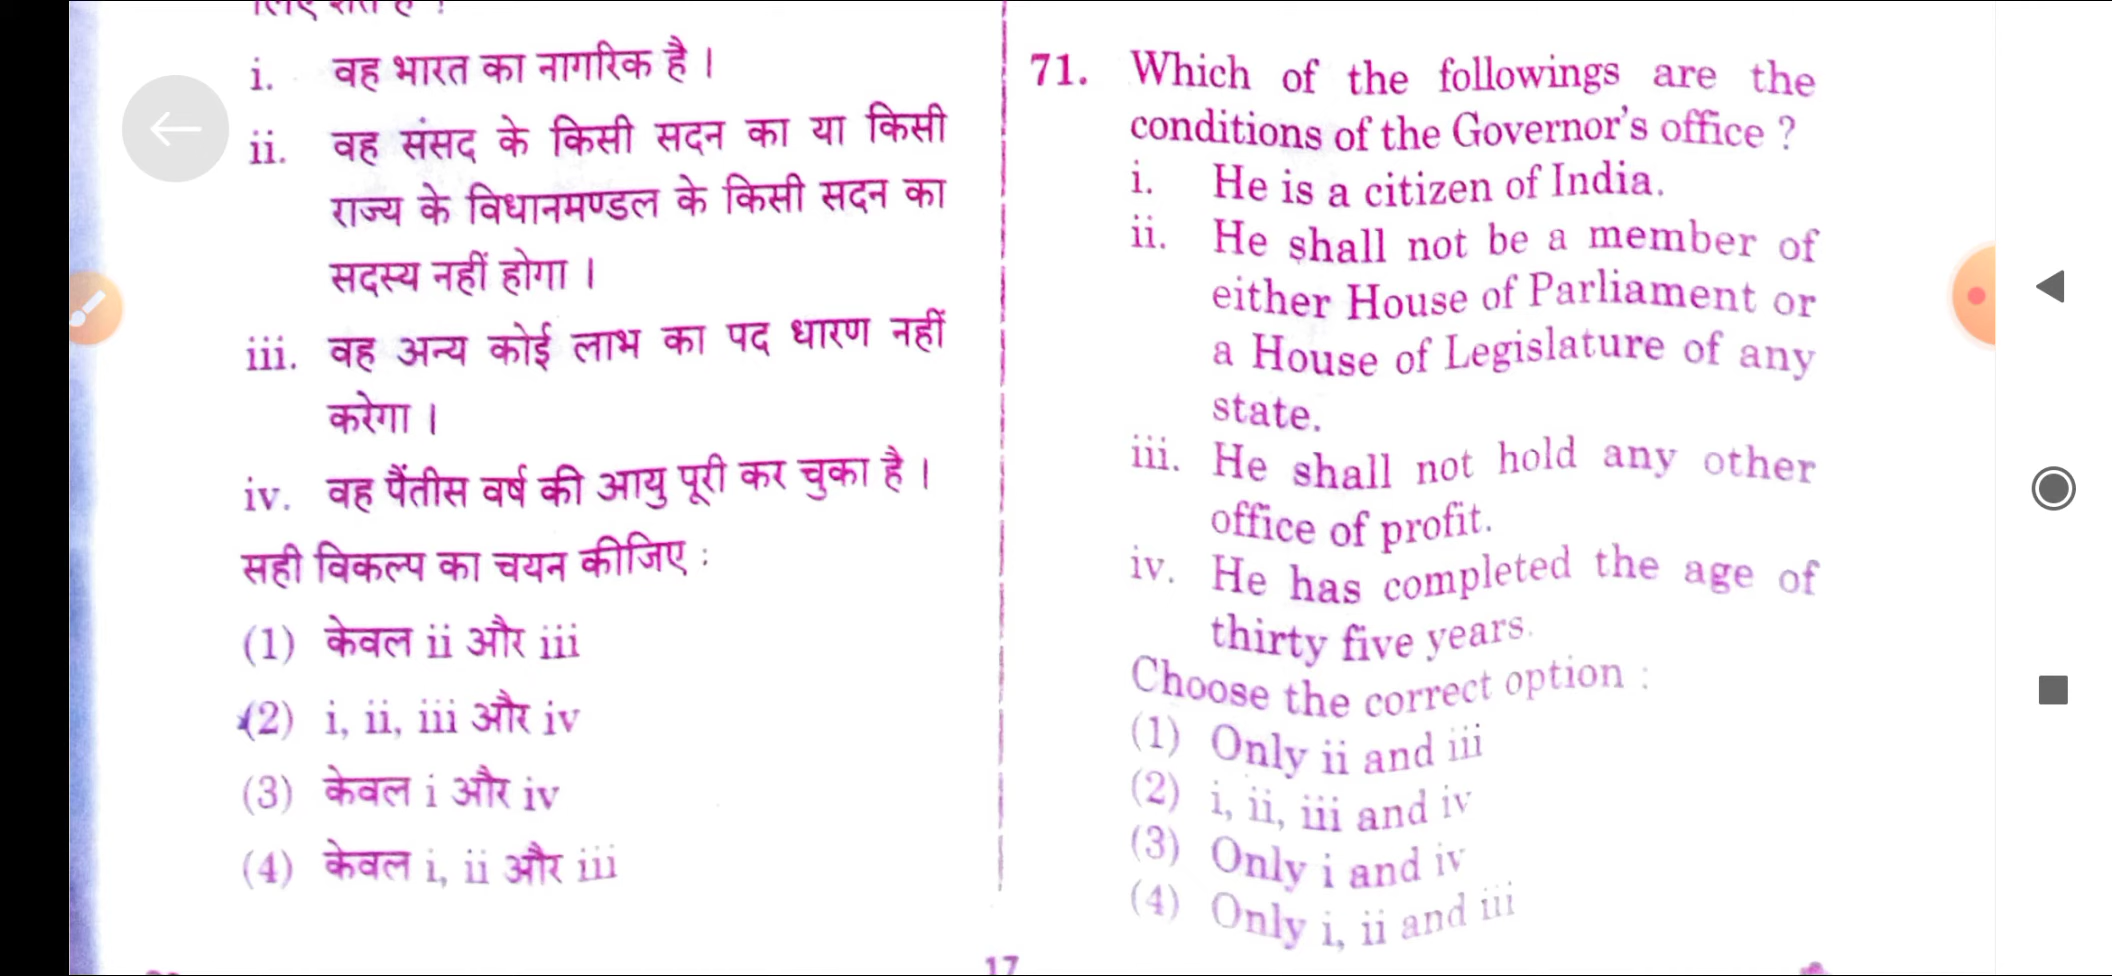 i. वह भारत का नागरिक है ।
ii. वह संसद के किसी सदन का या किसी
राज्य के विधानमण्डल के किसी सदन का
सदस्य नहीं होगा ।
iii. वह अन्य कोई लाभ का पद धारण नहीं
करेगा ।
iv. वह पैंतीस वर्ष की आयु पूरी कर चुका है ।
सही विकल्प का चयन कीजिए :
(1) केवल ii और iii
(2) i, ii, iii और iv
(3) केवल i और iv
(4) केवल i, ii और iii
71. Which of the followings are the
conditions of the Governor's office ?
i. He is a citizen of India.
ii. He shall not be a member of
either House of Parliament or
a House of Legislature of any
state.
iii. He shall not hold any other
office of profit.
iv. He has completed the age of
thirty five years.
Choose the correct option :
(1) Only ii and iii
(2) i, ii, iii and iv
(3) Only i and iv
(4) Only i, ii and iii
17